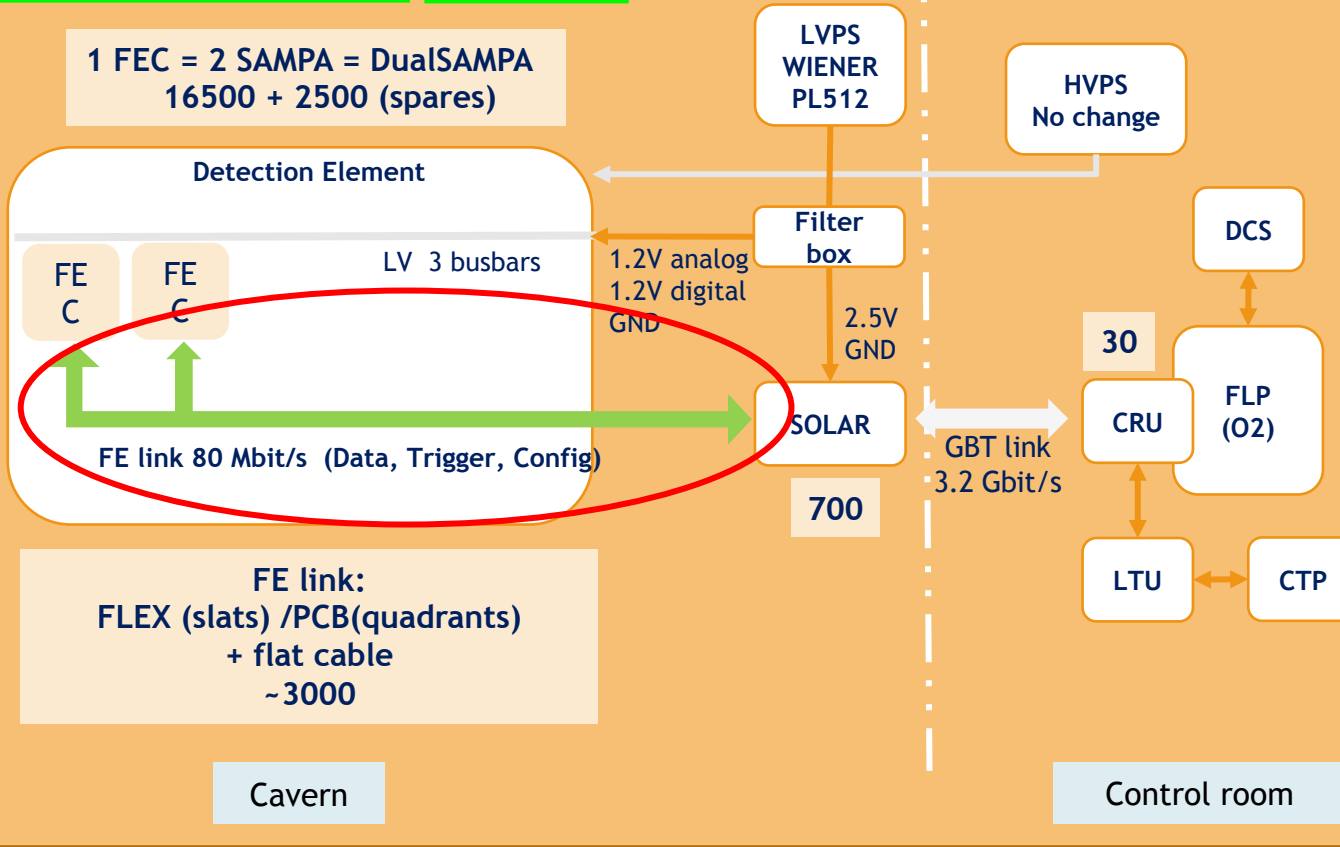 1 FEC = 2 SAMPA = DualSAMPA
16500 + 2500 (spares)
LVPS
WIENER
PL512
HVPS
No change
Detection Element
Filter
box
DCS
FE
C
FE
C
LV 3 busbars
1.2V analog
1.2V digital
GND
2.5V
GND
30
FLP
(O2)
SOLAR
CRU
FE link 80 Mbit/s (Data, Trigger, Config)
GBT link
3.2 Gbit/s
700
FE link:
FLEX (slats) /PCB(quadrants)
+ flat cable
~3000
LTU
CTP
Cavern
Control room